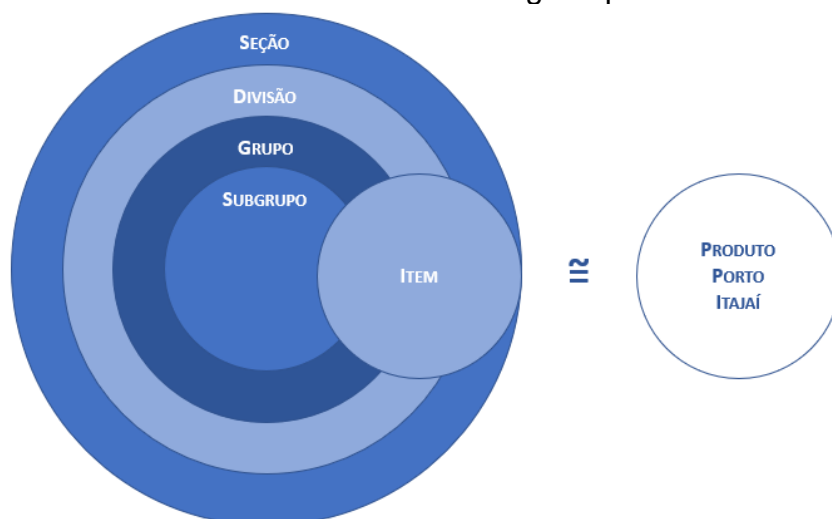 SEÇÃO
DIVISÃO
GRUPO
SUBGRUPO
ITEM
≅
PRODUTO
PORTO
ITAJAÍ